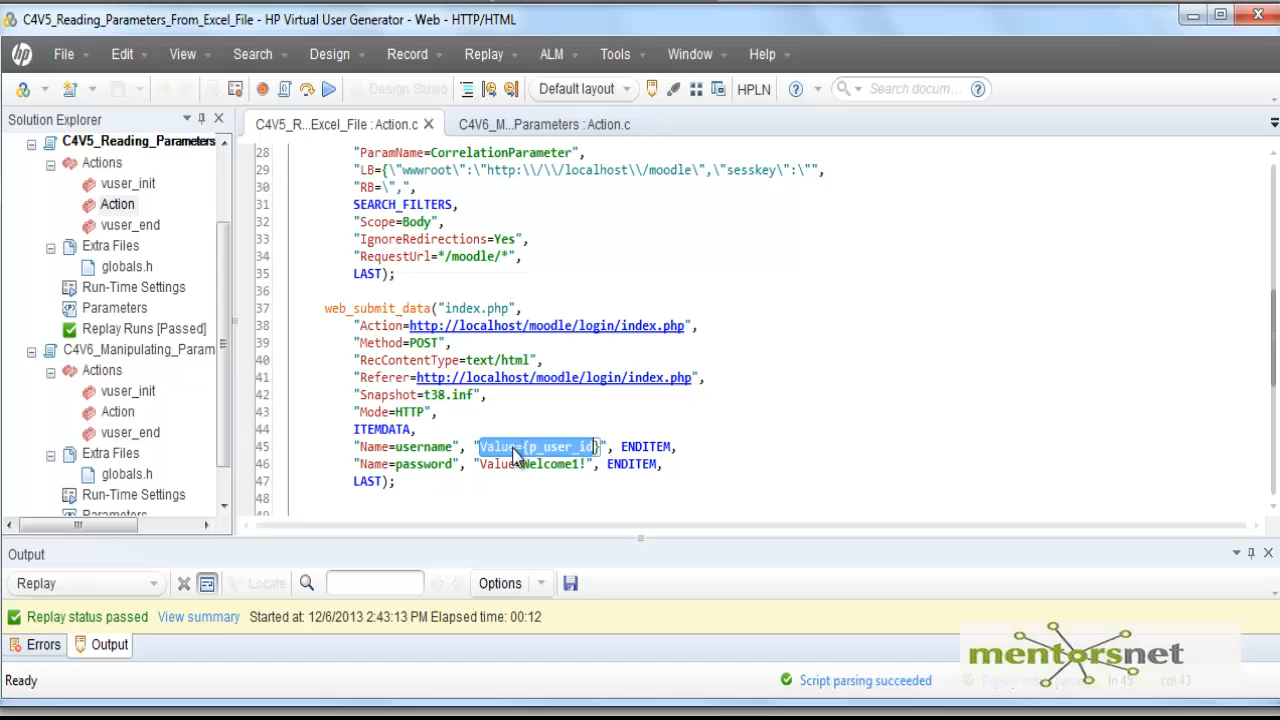 C4V5_Reading_Parameters_From_Excel_File - HP Virtual User Generator - Web - HTTP/HTML
File Edit View Search Design Record Replay ALM Tools Window Help
Design Studio Default layout HPLN Search docum...
Solution Explorer
C4V5_R...Excel_File : Action.c
C4V6_M...Parameters : Action.c
C4V5_Reading_Parameters
Actions
vuser_init
Action
vuser_end
Extra Files
globals.h
Run-Time Settings
Parameters
Replay Runs [Passed]
C4V6_Manipulating_Param
Actions
vuser_init
Action
vuser_end
Extra Files
globals.h
Run-Time Settings
Parameters
28 "ParamName=CorrelationParameter",
29 "LB={\"wwwroot\":\"http:\\/\\/localhost\\/moodle\",\"sesskey\":\"",
30 "RB=\",",
31 SEARCH_FILTERS,
32 "Scope=Body",
33 "IgnoreRedirections=Yes",
34 "RequestUrl=*/moodle/*",
35 LAST);
36
37 web_submit_data("index.php",
38 "Action=http://localhost/moodle/login/index.php",
39 "Method=POST",
40 "RecContentType=text/html",
41 "Referer=http://localhost/moodle/login/index.php",
42 "Snapshot=t38.inf",
43 "Mode=HTTP",
44 ITEMDATA,
45 "Name=username", "Value={p_user_id}", ENDITEM,
46 "Name=password", "Value=Welcome1!", ENDITEM,
47 LAST);
48
Output
Replay Locate Options
Replay status passed View summary Started at: 12/6/2013 2:43:13 PM Elapsed time: 00:12
Errors Output
mentorsnet
Ready Script parsing succeeded ln 45 col 43